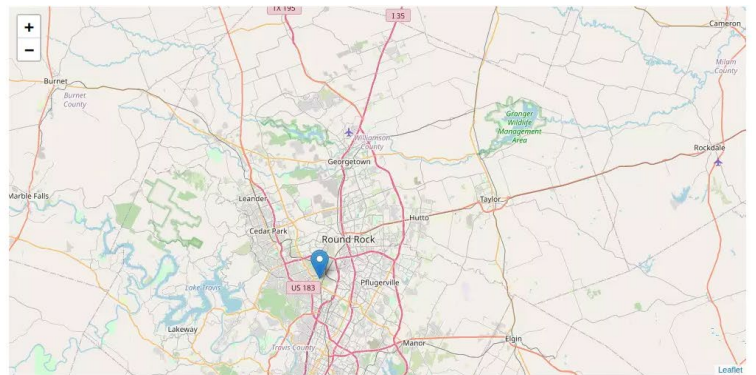 +
−
TX 195
I 35
Cameron
Milam
County
Burnet
Burnet
County
Granger
Wildlife
Management
Area
Williamson
County
Rockdale
Georgetown
Marble Falls
Leander
Taylor
Hutto
Cedar Park
Round Rock
Lake Travis
US 183
Pflugerville
Lakeway
Travis County
Manor
Elgin
Leaflet